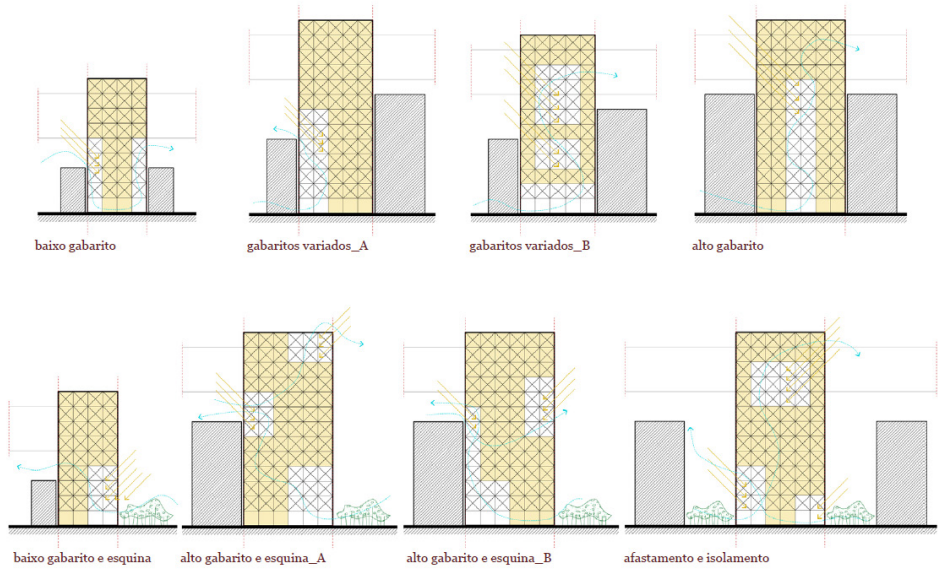 baixo gabarito
gabaritos variados_A
gabaritos variados_B
alto gabarito
baixo gabarito e esquina
alto gabarito e esquina_A
alto gabarito e esquina_B
afastamento e isolamento